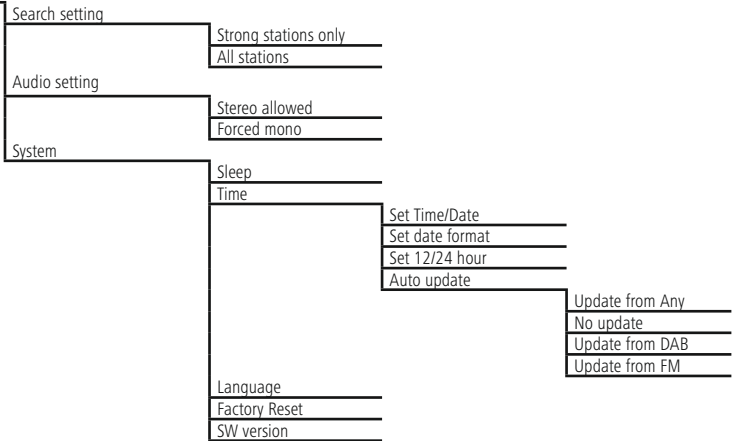 Search setting
Strong stations only
All stations
Audio setting
Stereo allowed
Forced mono
System
Sleep
Time
Set Time/Date
Set date format
Set 12/24 hour
Auto update
Update from Any
No update
Update from DAB
Update from FM
Language
Factory Reset
SW version